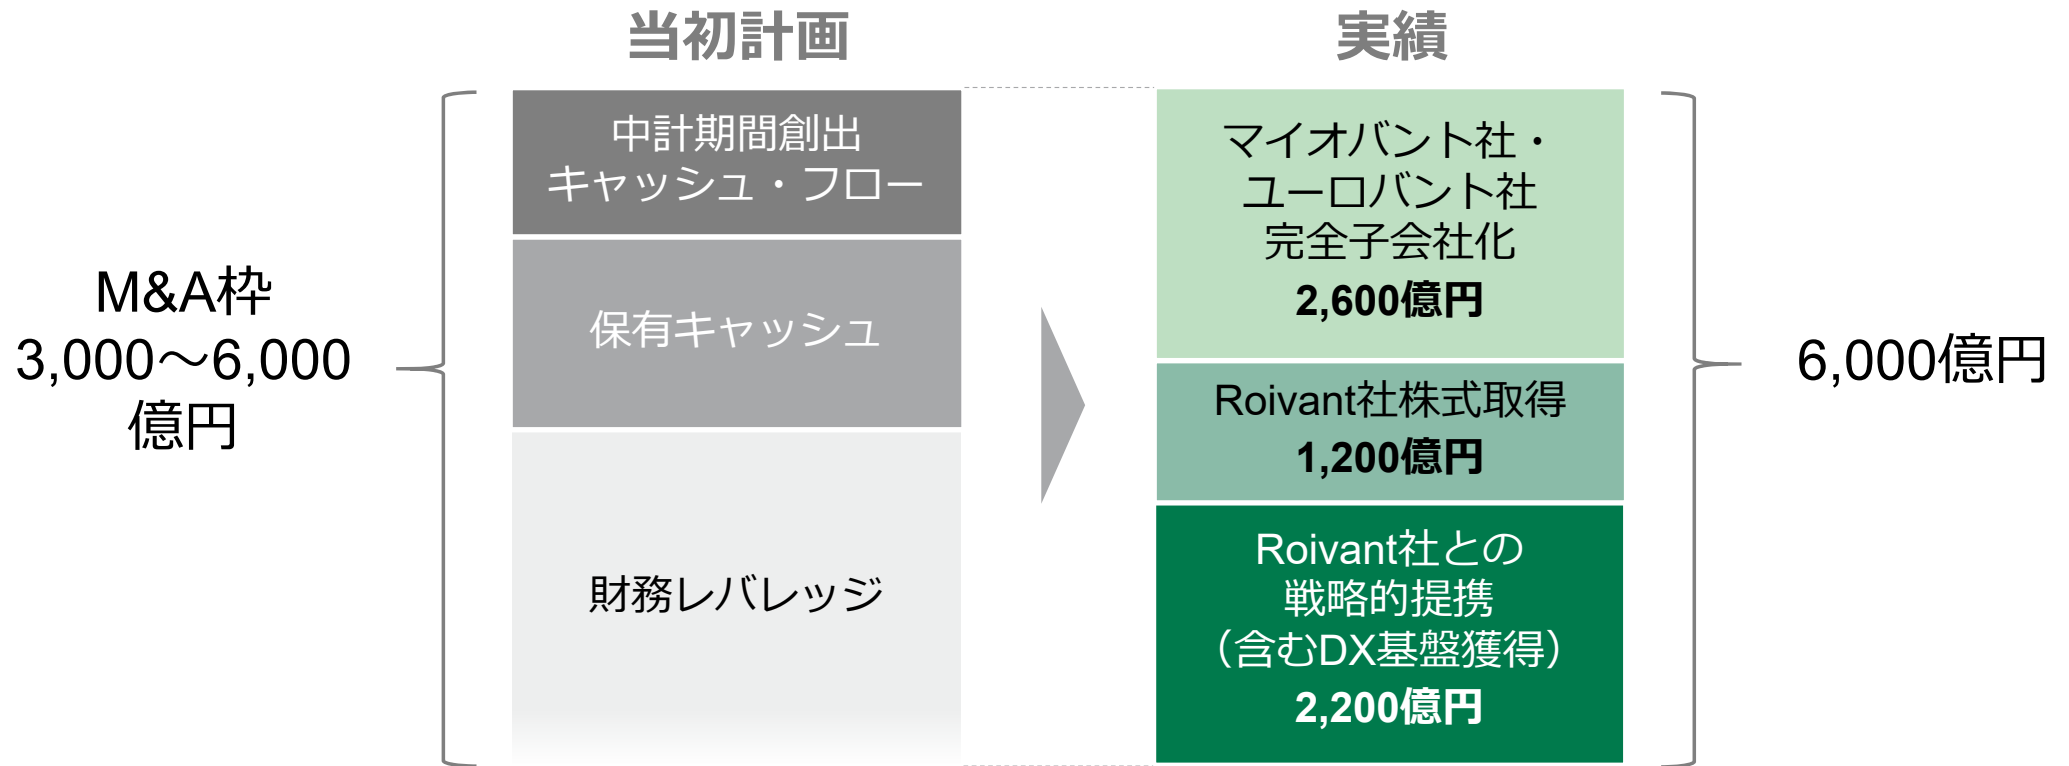 当初計画
実績
M&A枠
3,000～6,000
億円
中計期間創出
キャッシュ・フロー
保有キャッシュ
財務レバレッジ
マイオバント社・
ユーロバント社
完全子会社化
2,600億円
Roivant社株式取得
1,200億円
Roivant社との
戦略的提携
（含むDX基盤獲得）
2,200億円
6,000億円